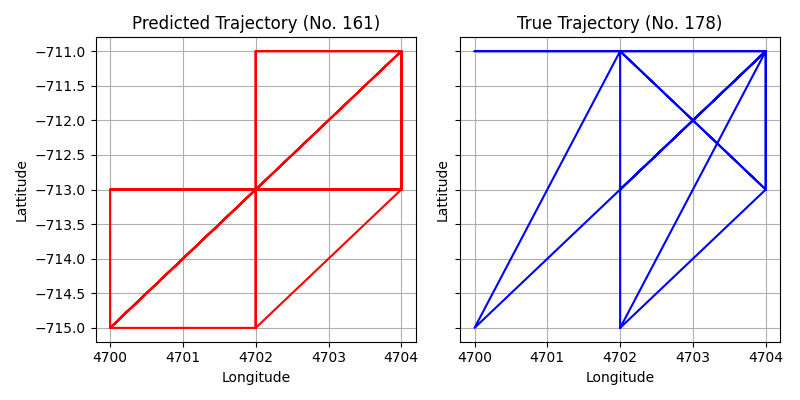 Predicted Trajectory (No. 161)
True Trajectory (No. 178)
−711.0
−711.5
−712.0
−712.5
−713.0
−713.5
−714.0
−714.5
−715.0
Lattitude
Lattitude
4700 4701 4702 4703 4704
4700 4701 4702 4703 4704
Longitude
Longitude